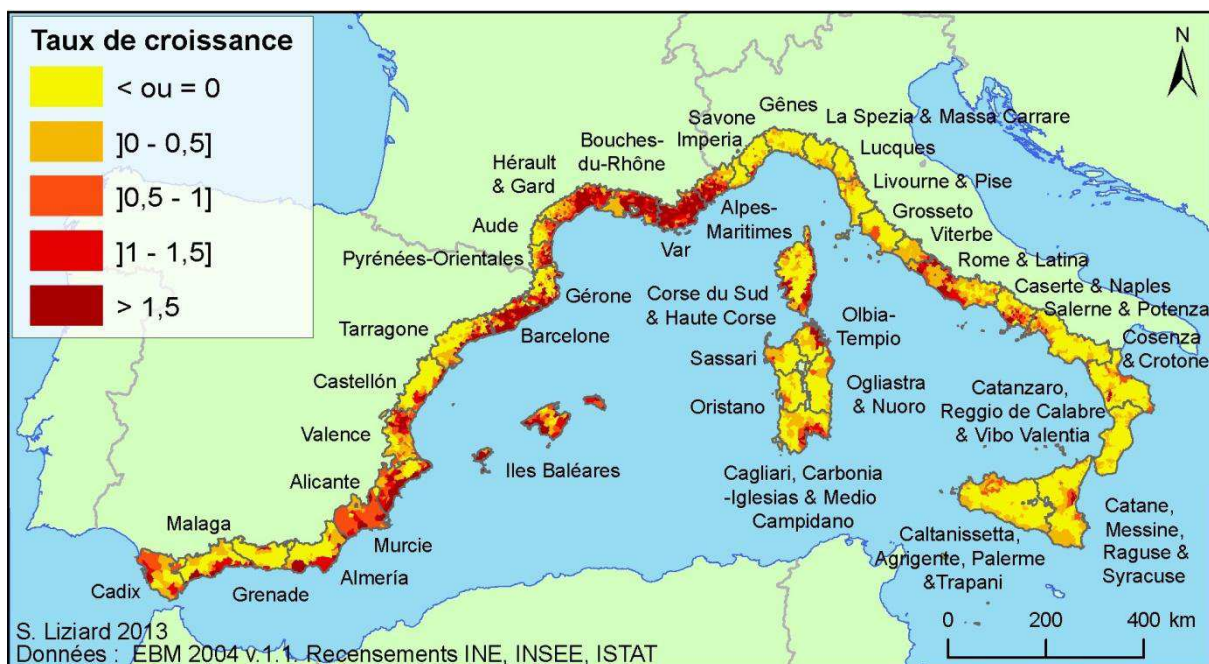 Taux de croissance
< ou = 0
]0 - 0,5]
]0,5 - 1]
]1 - 1,5]
> 1,5
N
Gênes
Savone
Imperia
La Spezia & Massa Carrare
Bouches-
du-Rhône
Lucques
Hérault
& Gard
Livourne & Pise
Alpes-
Maritimes
Grosseto
Aude
Var
Viterbe
Pyrénées-Orientales
Rome & Latina
Gérone
Corse du Sud
& Haute Corse
Caserte & Naples
Olbia-
Tempio
Salerne & Potenza
Tarragone
Barcelone
Cosenza
& Crotone
Sassari
Castellón
Ogliastra
& Nuoro
Catanzaro,
Reggio de Calabre
& Vibo Valentia
Oristano
Valence
Iles Baléares
Alicante
Cagliari, Carbonia
-Iglesias & Medio
Campidano
Malaga
Murcie
Caltanissetta,
Agrigente, Palerme
&Trapani
Catane,
Messine,
Raguse &
Syracuse
Cadix
Grenade
Almería
0 200 400 km
S. Liziard 2013
Données : EBM 2004 v.1.1. Recensements INE, INSEE, ISTAT